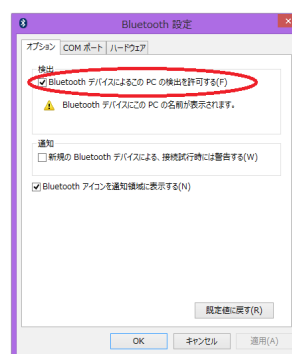 Bluetooth 設定
オプション COM ポート ハードウェア
検出
Bluetooth デバイスによるこの PC の検出を許可する(F)
Bluetooth デバイスにこの PC の名前が表示されます。
通知
新規の Bluetooth デバイスによる、接続試行時には警告する(W)
Bluetooth アイコンを通知領域に表示する(N)
既定値に戻す(R)
OK キャンセル 適用(A)